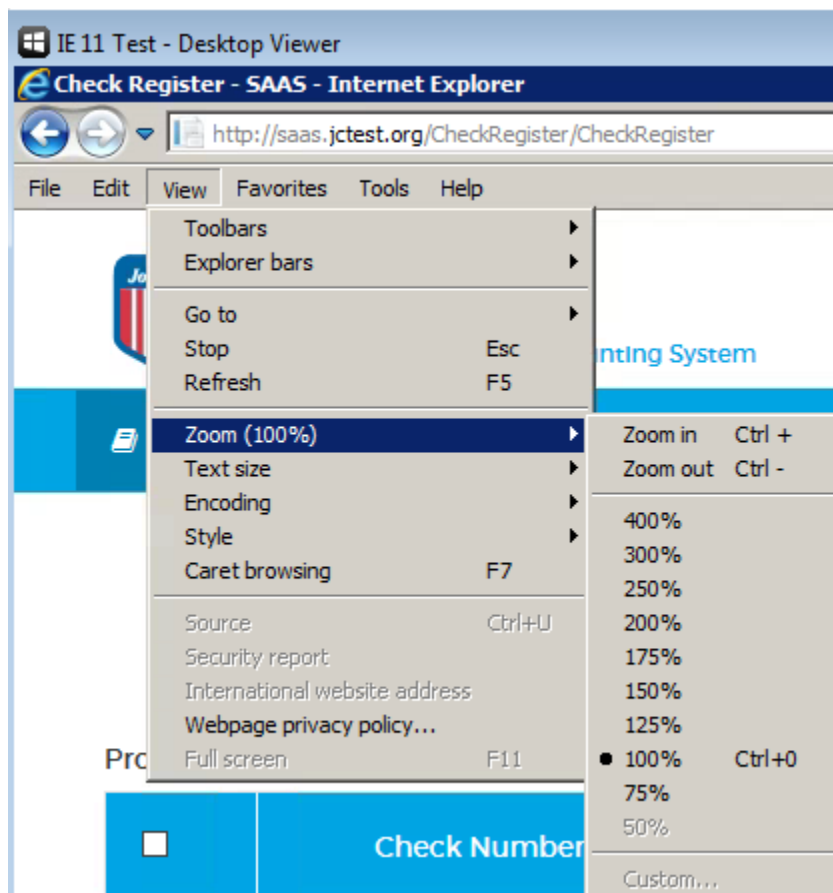 IE 11 Test - Desktop Viewer
Check Register - SAAS - Internet Explorer
http://saas.jctest.org/CheckRegister/CheckRegister
File Edit View Favorites Tools Help
Toolbars
Explorer bars
Jo
Go to
Stop Esc
nting System
Refresh F5
Zoom (100%)
Zoom in Ctrl +
Text size
Zoom out Ctrl -
Encoding
400%
Style
300%
Caret browsing F7
250%
Source Ctrl+U
200%
Security report
175%
International website address
150%
Webpage privacy policy...
125%
Pro Full screen F11
100% Ctrl+0
75%
50%
Check Number
Custom...